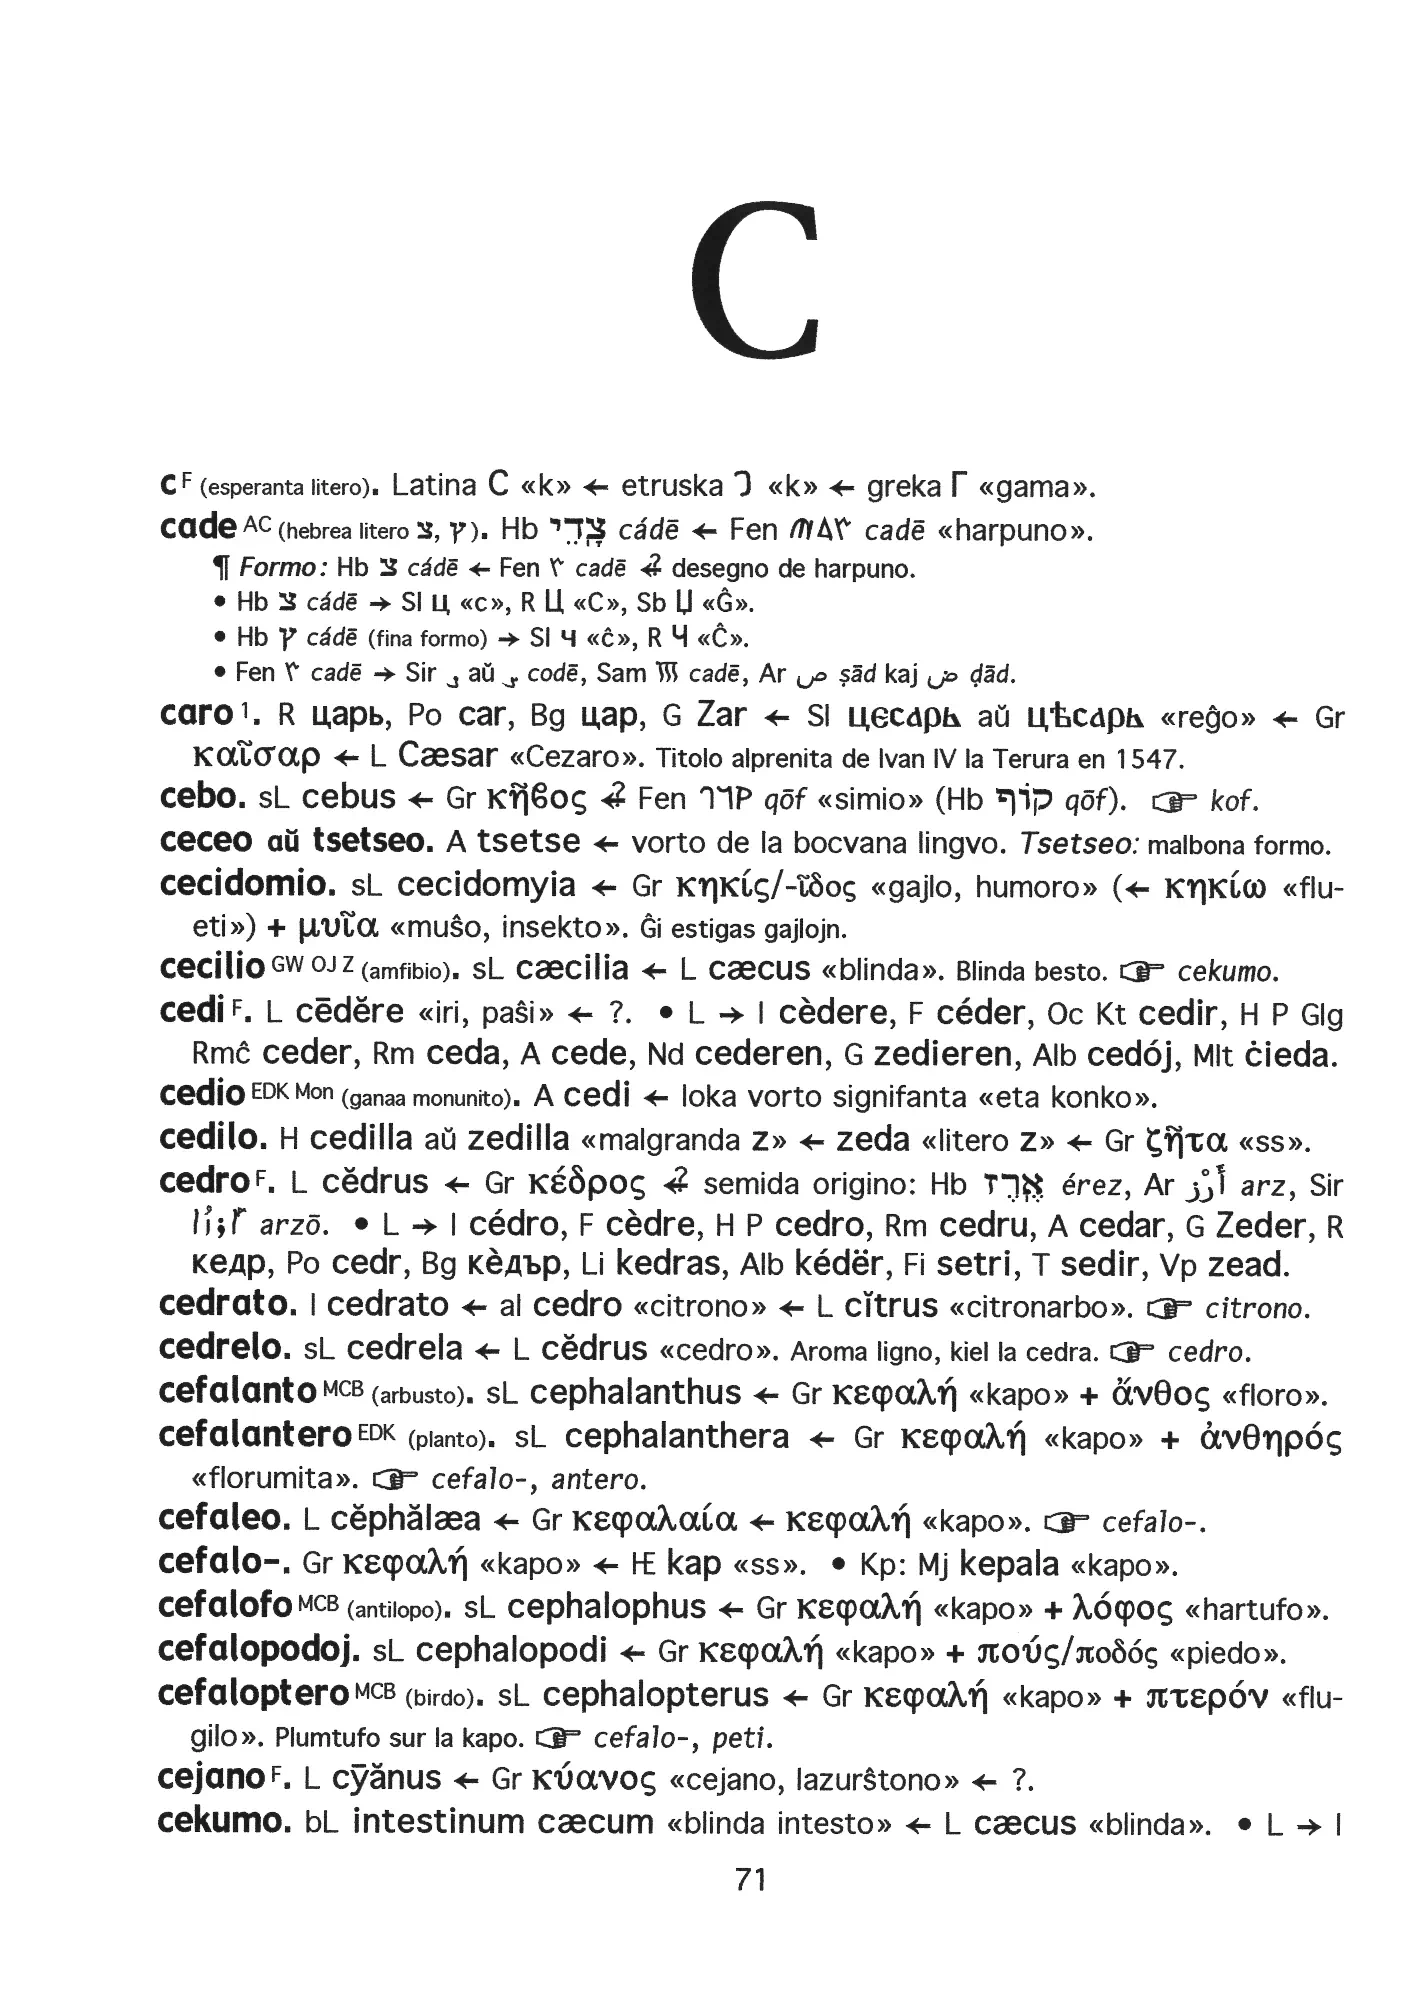 C
c F (esperanta litero). Latina C «k» ← etruska «k» ← greka Γ «gama».
cade AC (hebrea litero צ, ץ). Hb צָדֵי cádē ← Fen cadē «harpuno».
¶ Formo: Hb צ cádē ← Fen cadē desegno de harpuno.
• Hb צ cádē → Sl ц «c», R Ц «C», Sb Џ «Ĝ».
• Hb ץ cádē (fina formo) → Sl ч «ĉ», R Ч «Ĉ».
• Fen cadē → Sir aŭ codē, Sam cadē, Ar ص ṣād kaj ض ḍād.
caro 1. R царь, Po car, Bg цар, G Zar ← Sl цєсарь aŭ цѣсарь «reĝo» ← Gr
καῖσαρ ← L Cæsar «Cezaro». Titolo alprenita de Ivan IV la Terura en 1547.
cebo. sL cebus ← Gr κῆϐος Fen qōf «simio» (Hb קוֹף qōf). ☞ kof.
ceceo aŭ tsetseo. A tsetse ← vorto de la bocvana lingvo. Tsetseo: malbona formo.
cecidomio. sL cecidomyia ← Gr κηκίς/-ῖδος «gajlo, humoro» (← κηκίω «flu-
eti») + μυῖα «muŝo, insekto». Ĝi estigas gajlojn.
cecilio GW OJ Z (amfibio). sL cæcilia ← L cæcus «blinda». Blinda besto. ☞ cekumo.
cedi F. L cēdĕre «iri, paŝi» ← ?. • L → I cèdere, F céder, Oc Kt cedir, H P Glg
Rmĉ ceder, Rm ceda, A cede, Nd cederen, G zedieren, Alb cedój, Mlt ċieda.
cedio EDK Mon (ganaa monunito). A cedi ← loka vorto signifanta «eta konko».
cedilo. H cedilla aŭ zedilla «malgranda z» ← zeda «litero z» ← Gr ζῆτα «ss».
cedro F. L cĕdrus ← Gr κέδρος semida origino: Hb אֶרֶז érez, Ar أَرْز arz, Sir
arzō. • L → I cédro, F cèdre, H P cedro, Rm cedru, A cedar, G Zeder, R
кедр, Po cedr, Bg кèдър, Li kedras, Alb kédër, Fi setri, T sedir, Vp zead.
cedrato. I cedrato ← al cedro «citrono» ← L cĭtrus «citronarbo». ☞ citrono.
cedrelo. sL cedrela ← L cĕdrus «cedro». Aroma ligno, kiel la cedra. ☞ cedro.
cefalanto MCB (arbusto). sL cephalanthus ← Gr κεφαλή «kapo» + ἄνθος «floro».
cefalantero EDK (planto). sL cephalanthera ← Gr κεφαλή «kapo» + ἀνθηρός
«florumita». ☞ cefalo-, antero.
cefaleo. L cĕphălæa ← Gr κεφαλαία ← κεφαλή «kapo». ☞ cefalo-.
cefalo-. Gr κεφαλή «kapo» ← HE kap «ss». • Kp: Mj kepala «kapo».
cefalofo MCB (antilopo). sL cephalophus ← Gr κεφαλή «kapo» + λόφος «hartufo».
cefalopodoj. sL cephalopodi ← Gr κεφαλή «kapo» + πούς/ποδός «piedo».
cefaloptero MCB (birdo). sL cephalopterus ← Gr κεφαλή «kapo» + πτερόν «flu-
gilo». Plumtufo sur la kapo. ☞ cefalo-, peti.
cejano F. L cȳănus ← Gr κύανος «cejano, lazurŝtono» ← ?.
cekumo. bL intestinum cæcum «blinda intesto» ← L cæcus «blinda». • L → I
71